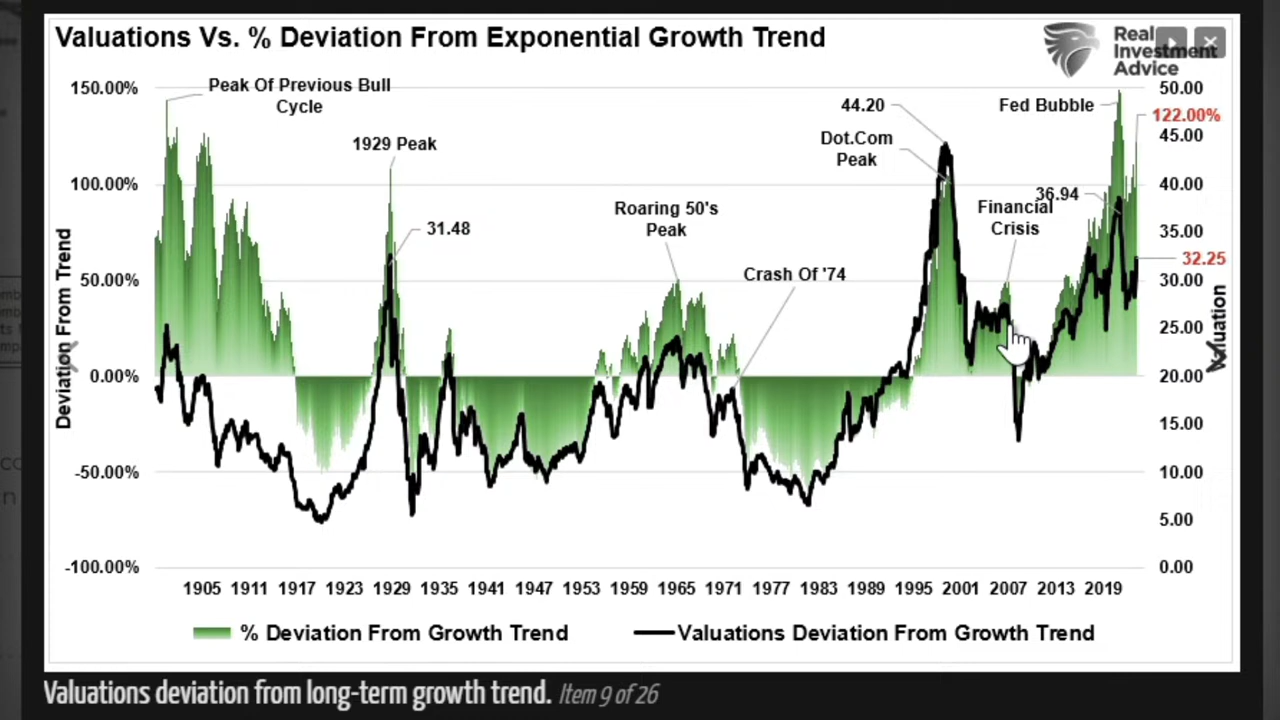 Valuations Vs. % Deviation From Exponential Growth Trend
Real
Investment
Advice
150.00%
100.00%
50.00%
0.00%
-50.00%
-100.00%
Deviation From Trend
Peak Of Previous Bull
Cycle
1929 Peak
31.48
Roaring 50's
Peak
Crash Of '74
44.20
Dot.Com
Peak
Financial
Crisis
36.94
Fed Bubble
122.00%
32.25
50.00
45.00
40.00
35.00
30.00
25.00
20.00
15.00
10.00
5.00
0.00
Valuation
1905 1911 1917 1923 1929 1935 1941 1947 1953 1959 1965 1971 1977 1983 1989 1995 2001 2007 2013 2019
% Deviation From Growth Trend
Valuations Deviation From Growth Trend
Valuations deviation from long-term growth trend. Item 9 of 26